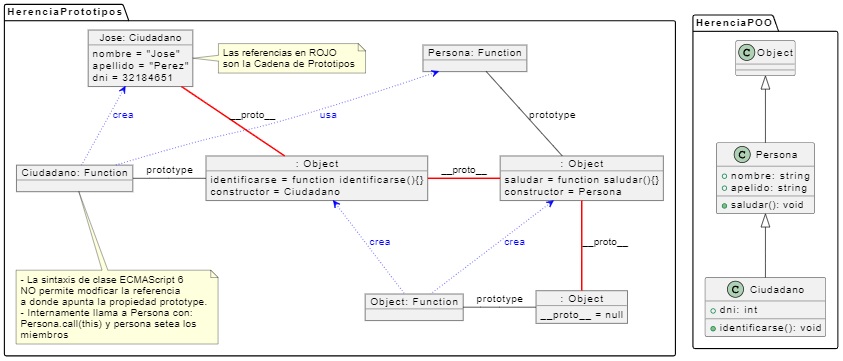 HerenciaPrototipos
Jose: Ciudadano
nombre = "Jose"
apellido = "Perez"
dni = 32184651
Las referencias en ROJO
son la Cadena de Prototipos
Persona: Function
crea
__proto__
usa
prototype
Ciudadano: Function
prototype
: Object
identificarse = function identificarse(){}
constructor = Ciudadano
__proto__
: Object
saludar = function saludar(){}
constructor = Persona
crea
crea
__proto__
- La sintaxis de clase ECMAScript 6
NO permite modficar la referencia
a donde apunta la propiedad prototype.
- Internamente llama a Persona con:
Persona.call(this) y persona setea los
miembros
Object: Function
prototype
: Object
__proto__ = null
HerenciaPOO
C Object
C Persona
nombre: string
apelido: string
saludar(): void
C Ciudadano
dni: int
identificarse(): void